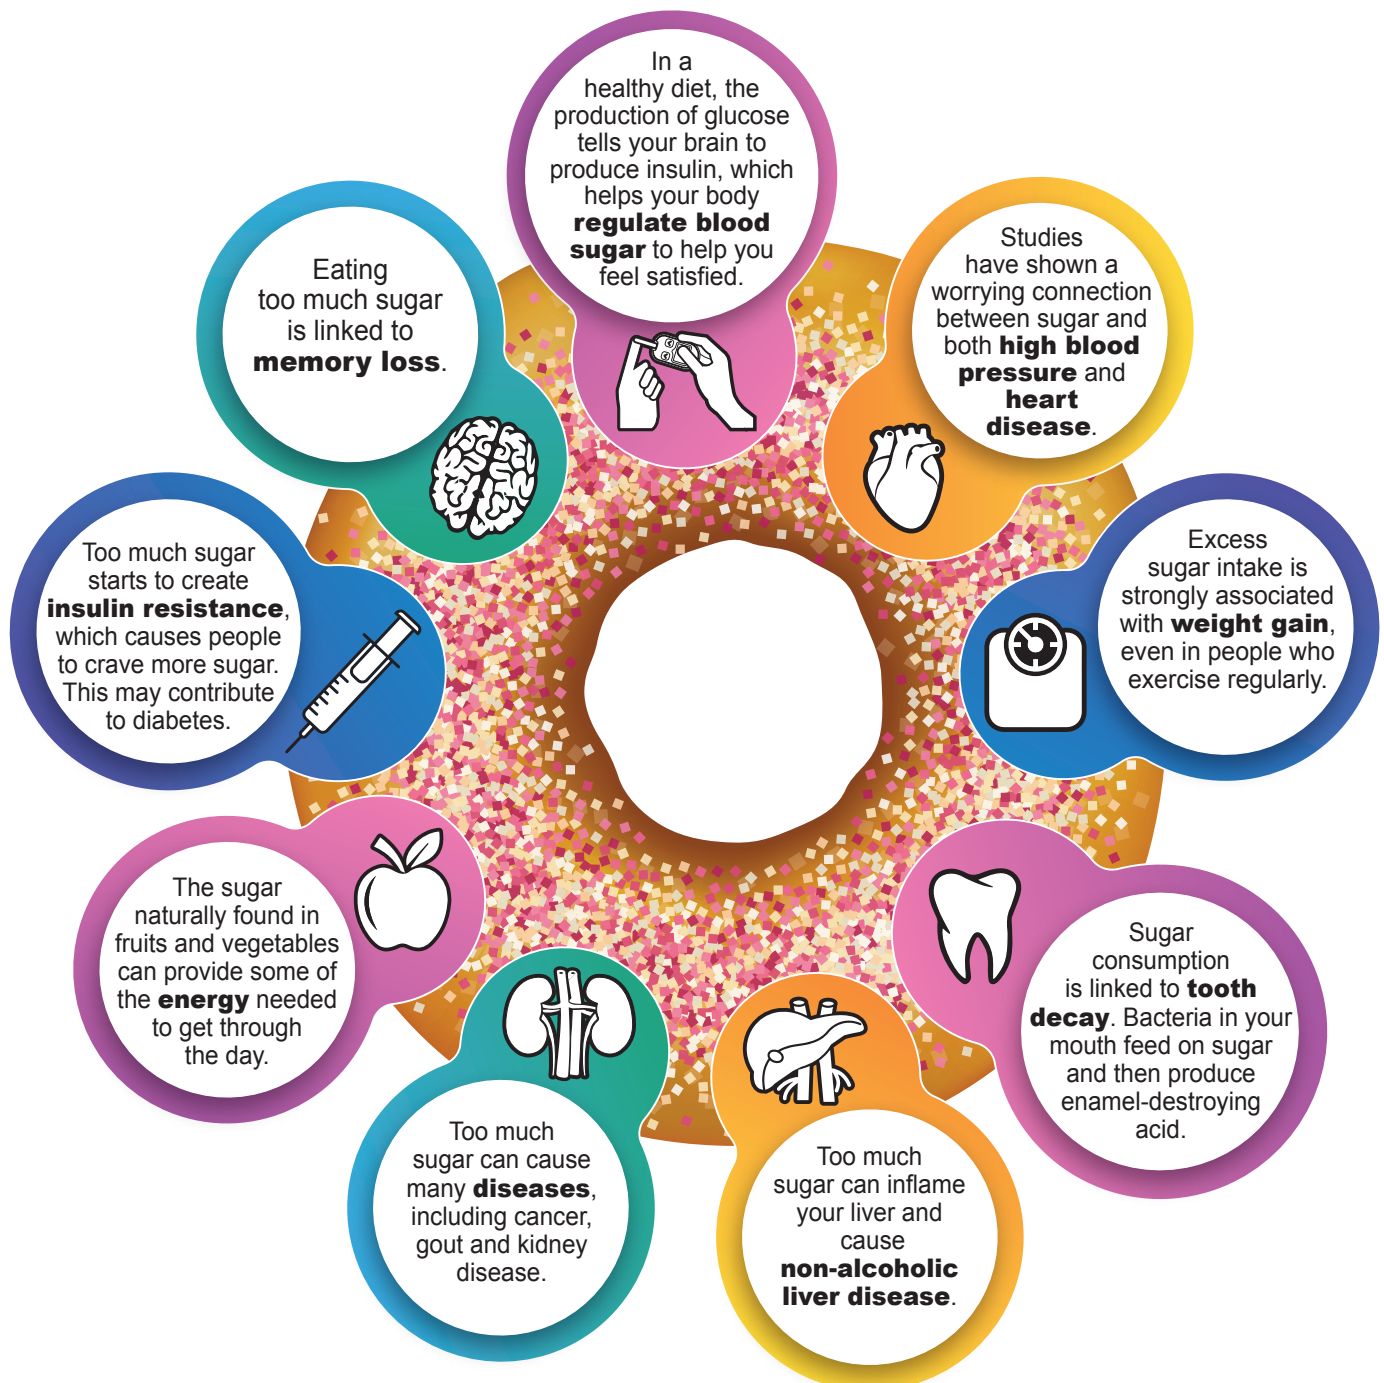 In a
healthy diet, the
production of glucose
tells your brain to
produce insulin, which
helps your body
regulate blood
sugar to help you
feel satisfied.
Studies
have shown a
worrying connection
between sugar and
both high blood
pressure and
heart
disease.
Excess
sugar intake is
strongly associated
with weight gain,
even in people who
exercise regularly.
Sugar
consumption
is linked to tooth
decay. Bacteria in your
mouth feed on sugar
and then produce
enamel-destroying
acid.
Too much
sugar can inflame
your liver and
cause
non-alcoholic
liver disease.
Too much
sugar can cause
many diseases,
including cancer,
gout and kidney
disease.
The sugar
naturally found in
fruits and vegetables
can provide some of
the energy needed
to get through
the day.
Too much sugar
starts to create
insulin resistance,
which causes people
to crave more sugar.
This may contribute
to diabetes.
Eating
too much sugar
is linked to
memory loss.